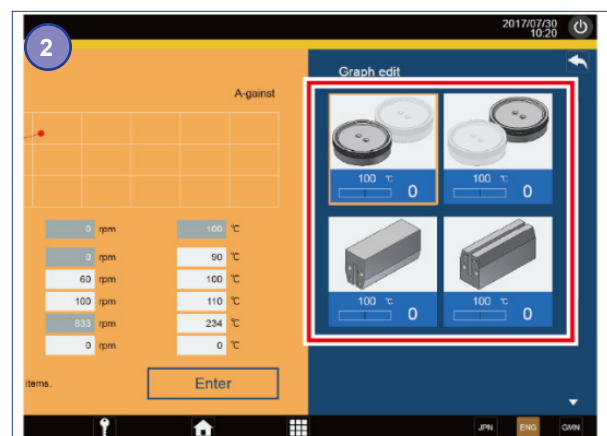 2017/07/30
10:20
2
Graph edit
A-gainst
100 ℃
0
100 ℃
0
0 rpm 100 ℃
0 rpm 90 ℃
60 rpm 100 ℃
100 rpm 110 ℃
833 rpm 234 ℃
0 rpm 0 ℃
100 ℃
0
100 ℃
0
items.
Enter
JPN ENG GMN